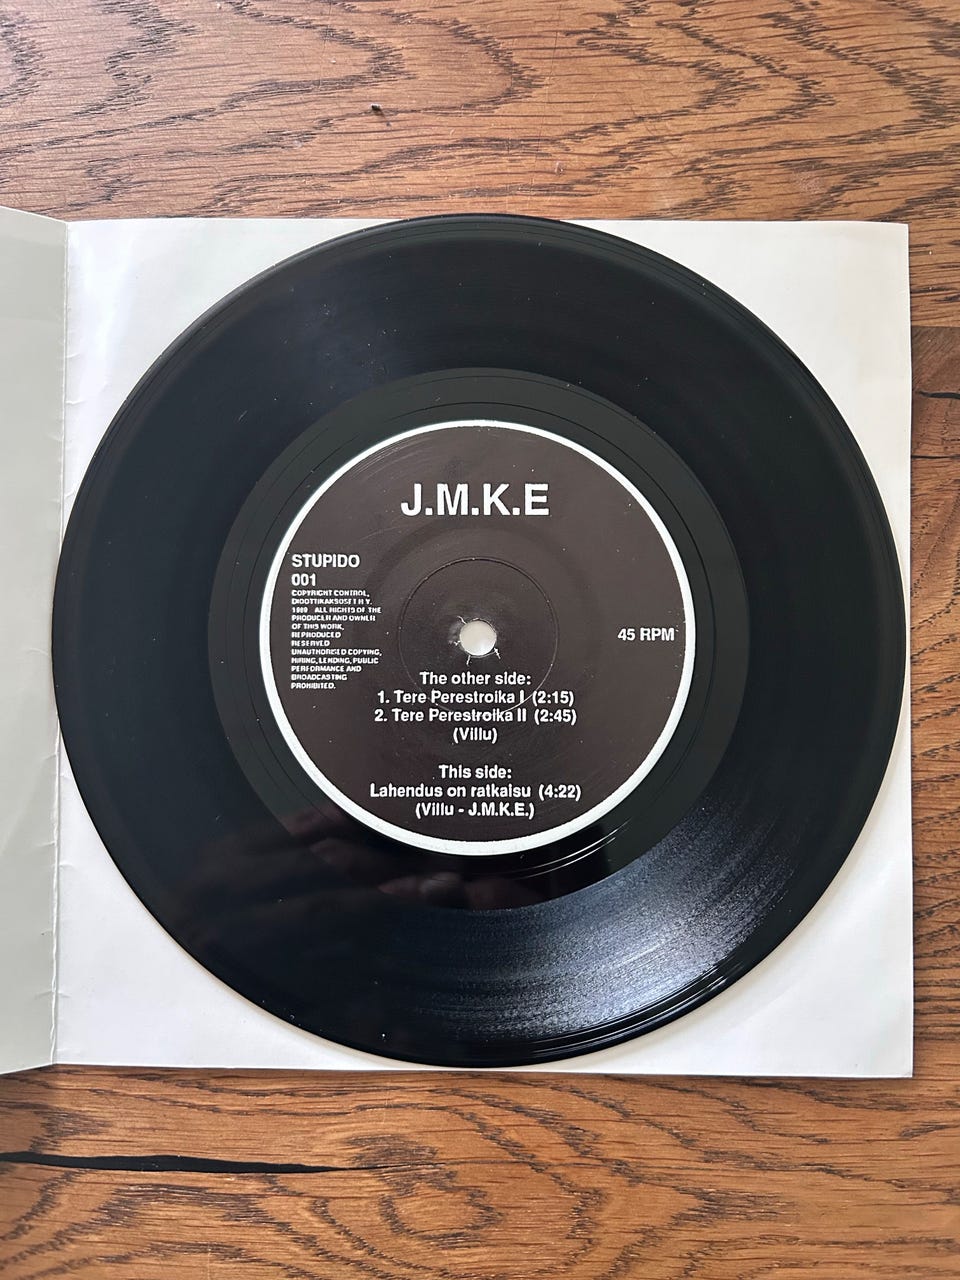 J.M.K.E
STUPIDO
001
COPYRIGHT CONTROL,
1989 ALL RIGHTS OF THE
PRODUCER AND OWNER
OF THIS WORK,
REPRODUCED
RESERVED
UNAUTHORISED COPYING,
HIRING, LENDING, PUBLIC
PERFORMANCE AND
BROADCASTING
PROHIBITED.
45 RPM
The other side:
1. Tere Perestroika I (2:15)
2. Tere Perestroika II (2:45)
(Villu)
This side:
Lahendus on ratkaisu (4:22)
(Villu - J.M.K.E.)